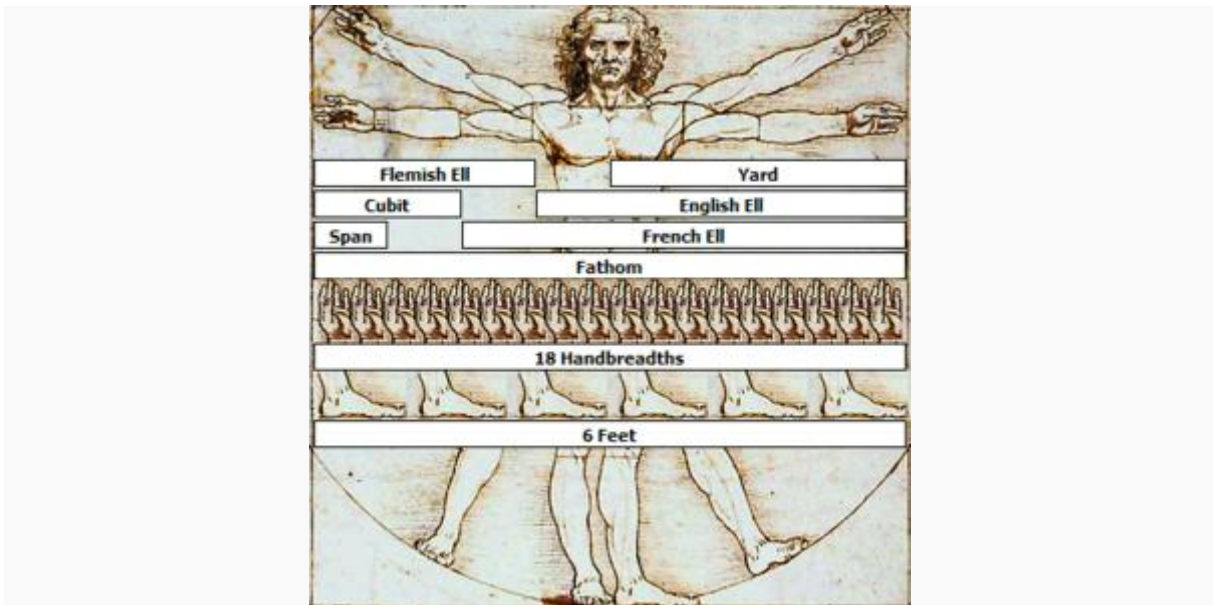 Flemish Ell
Yard
Cubit
English Ell
Span
French Ell
Fathom
18 Handbreadths
6 Feet